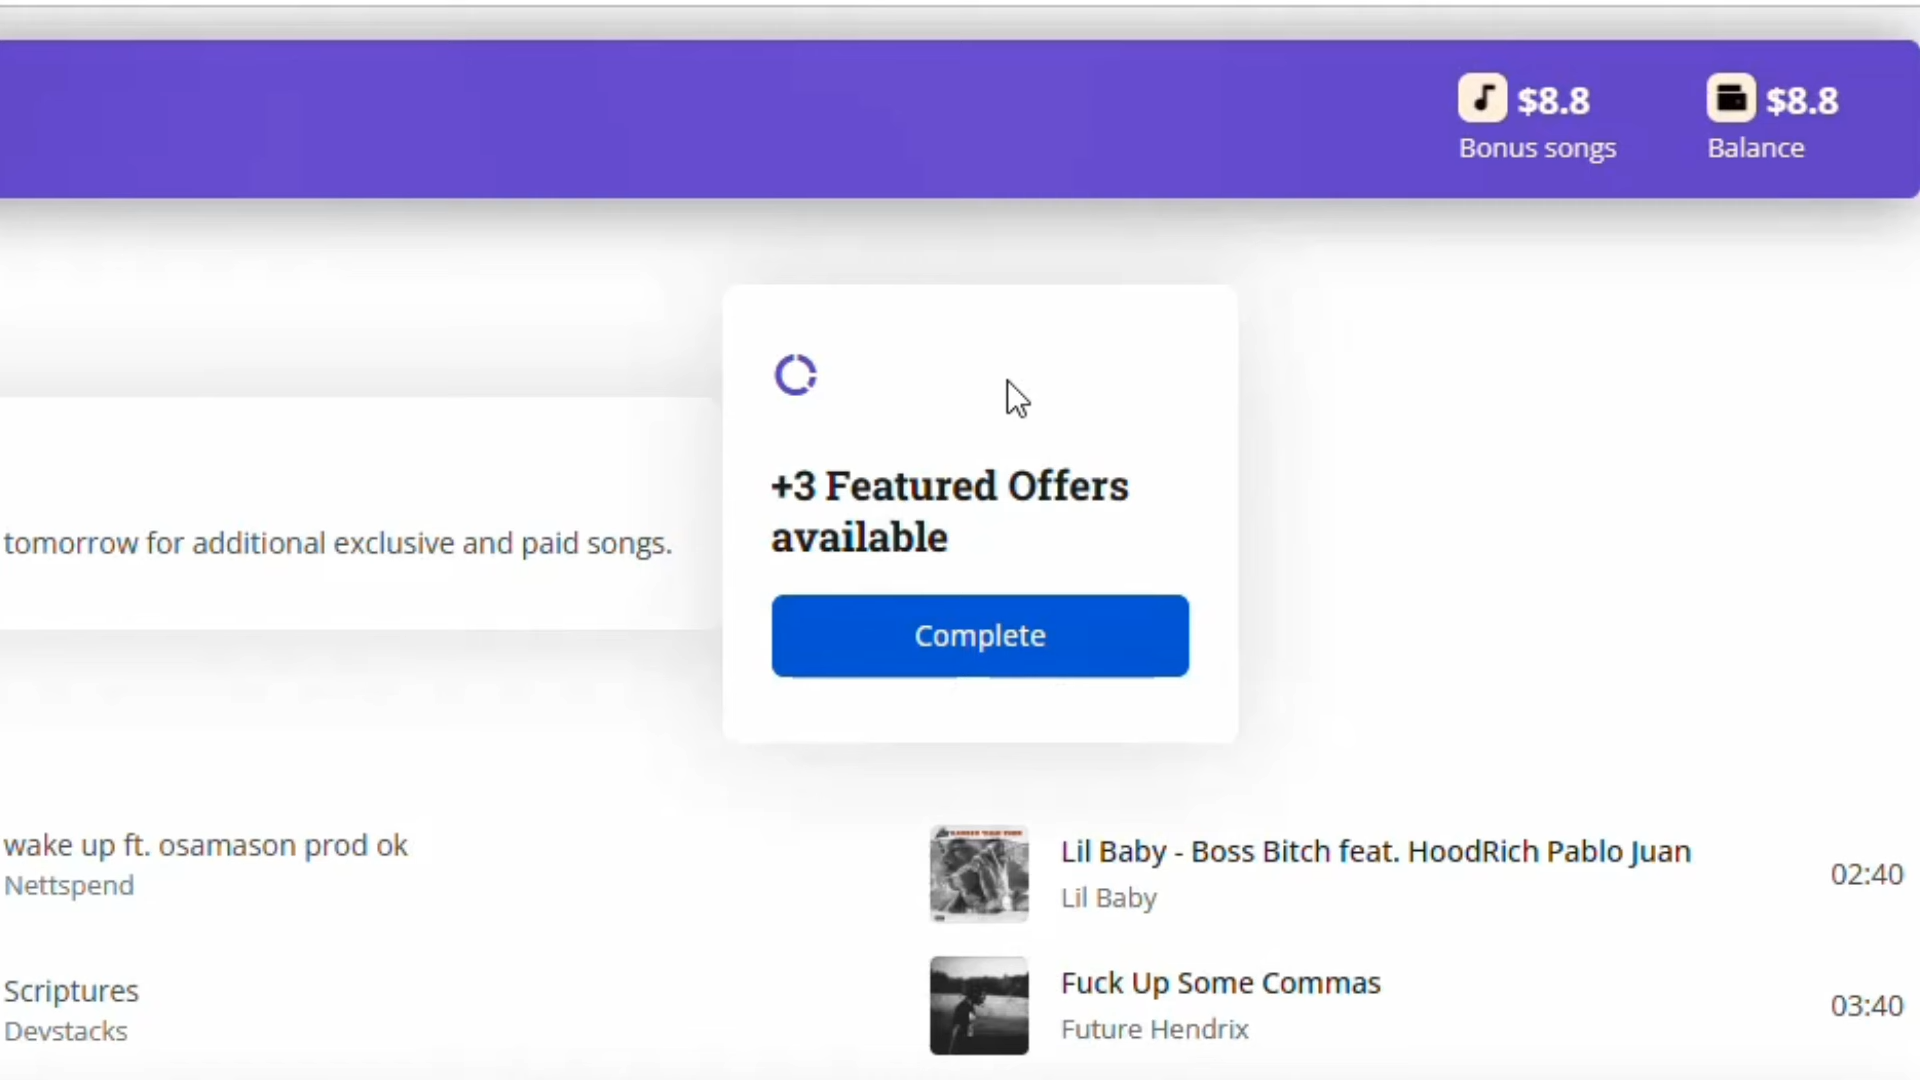 $8.8
Bonus songs
$8.8
Balance
+3 Featured Offers
available
Complete
tomorrow for additional exclusive and paid songs.
wake up ft. osamason prod ok
Nettspend
Scriptures
Devstacks
Lil Baby - Boss Bitch feat. HoodRich Pablo Juan
Lil Baby
02:40
Fuck Up Some Commas
Future Hendrix
03:40